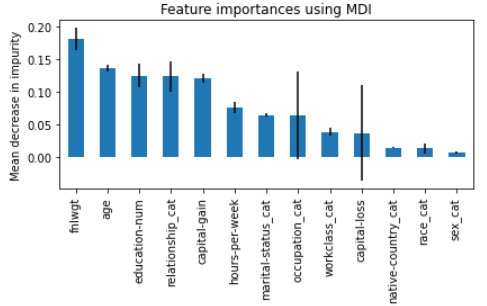 Feature importances using MDI
Mean decrease in impurity
0.20
0.15
0.10
0.05
0.00
fnlwgt
age
education-num
relationship_cat
capital-gain
hours-per-week
marital-status_cat
occupation_cat
workclass_cat
capital-loss
native-country_cat
race_cat
sex_cat